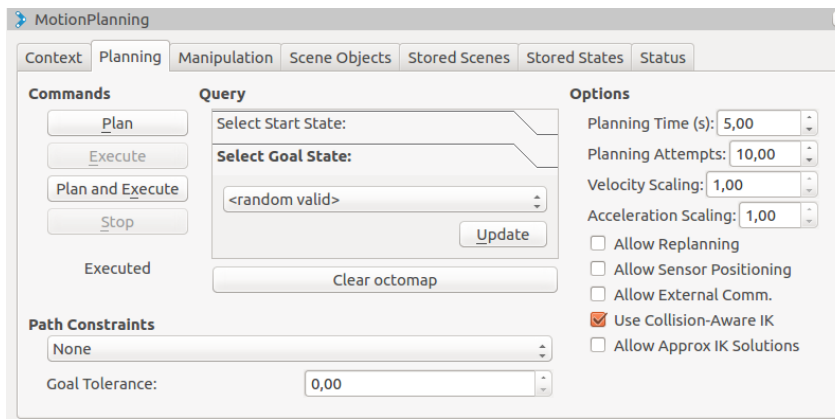 MotionPlanning
Context Planning Manipulation Scene Objects Stored Scenes Stored States Status
Commands
Plan
Execute
Plan and Execute
Stop
Executed
Query
Select Start State:
Select Goal State:
<random valid>
Update
Clear octomap
Options
Planning Time (s): 5,00
Planning Attempts: 10,00
Velocity Scaling: 1,00
Acceleration Scaling: 1,00
Allow Replanning
Allow Sensor Positioning
Allow External Comm.
Use Collision-Aware IK
Allow Approx IK Solutions
Path Constraints
None
Goal Tolerance: 0,00